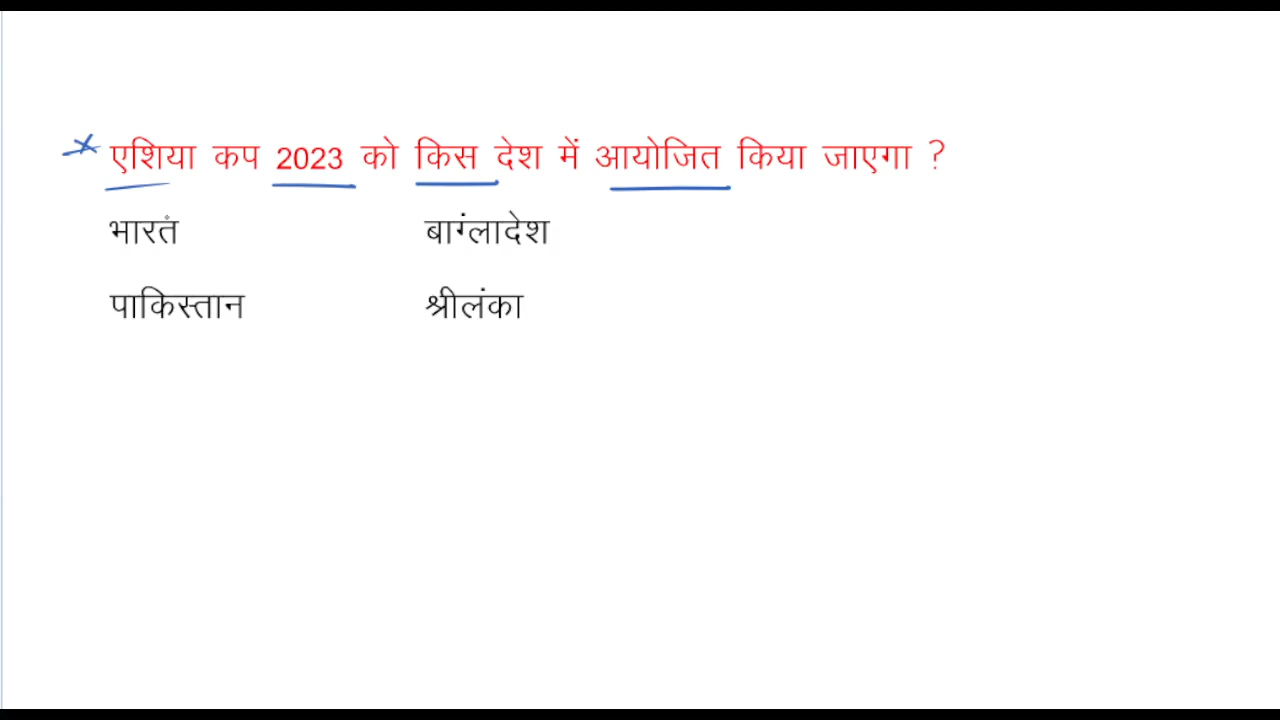 एशिया कप 2023 को किस देश में आयोजित किया जाएगा ?
भारतं बागंलादेश
पाकिस्तान श्रीलंका